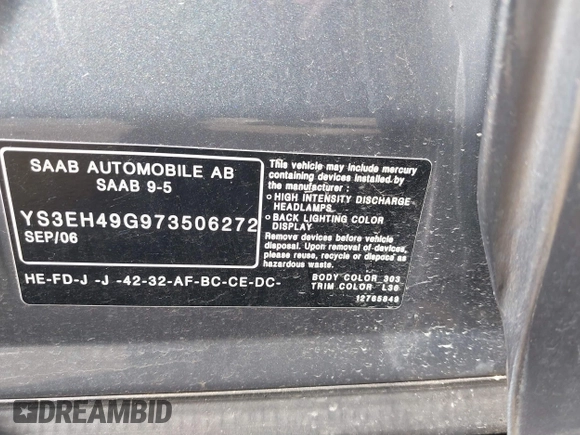 SAAB AUTOMOBILE AB
SAAB 9-5
YS3EH49G973506272
SEP/06
This vehicle may include mercury
containing devices installed by
the manufacturer :
HIGH INTENSITY DISCHARGE
HEADLAMPS
BACK LIGHTING COLOR
DISPLAY
Remove devices before vehicle
disposal. Upon removal of devices,
please reuse, recycle or dispose as
hazardous waste.
HE-FD-J -J -42-32-AF-BC-CE-DC-
BODY COLOR 303
TRIM COLOR L36
12765849
DREAMBID